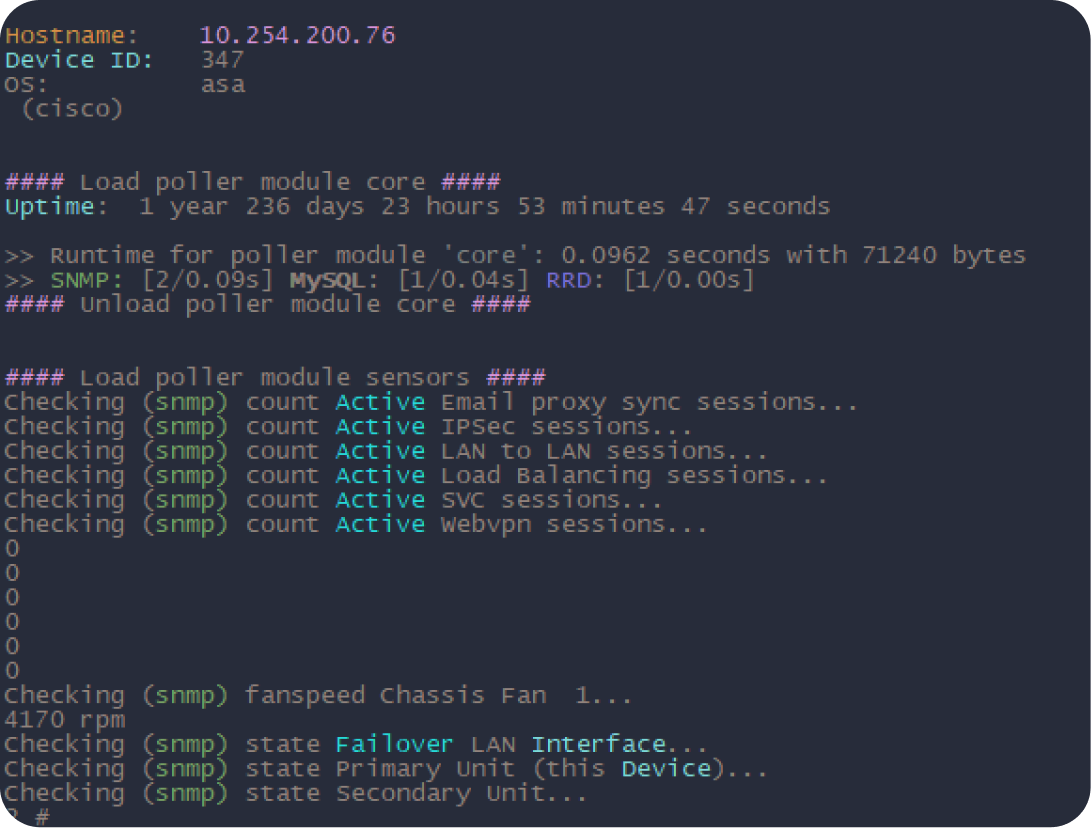 Hostname: 10.254.200.76
Device ID: 347
OS: asa
(cisco)
#### Load poller module core ####
Uptime: 1 year 236 days 23 hours 53 minutes 47 seconds
>> Runtime for poller module 'core': 0.0962 seconds with 71240 bytes
>> SNMP: [2/0.09s] MySQL: [1/0.04s] RRD: [1/0.00s]
#### Unload poller module core ####
#### Load poller module sensors ####
Checking (snmp) count Active Email proxy sync sessions...
Checking (snmp) count Active IPSec sessions...
Checking (snmp) count Active LAN to LAN sessions...
Checking (snmp) count Active Load Balancing sessions...
Checking (snmp) count Active SVC sessions...
Checking (snmp) count Active Webvpn sessions...
0
0
0
0
0
0
Checking (snmp) fanspeed Chassis Fan  1...
4170 rpm
Checking (snmp) state Failover LAN Interface...
Checking (snmp) state Primary Unit (this Device)...
Checking (snmp) state Secondary Unit...
#